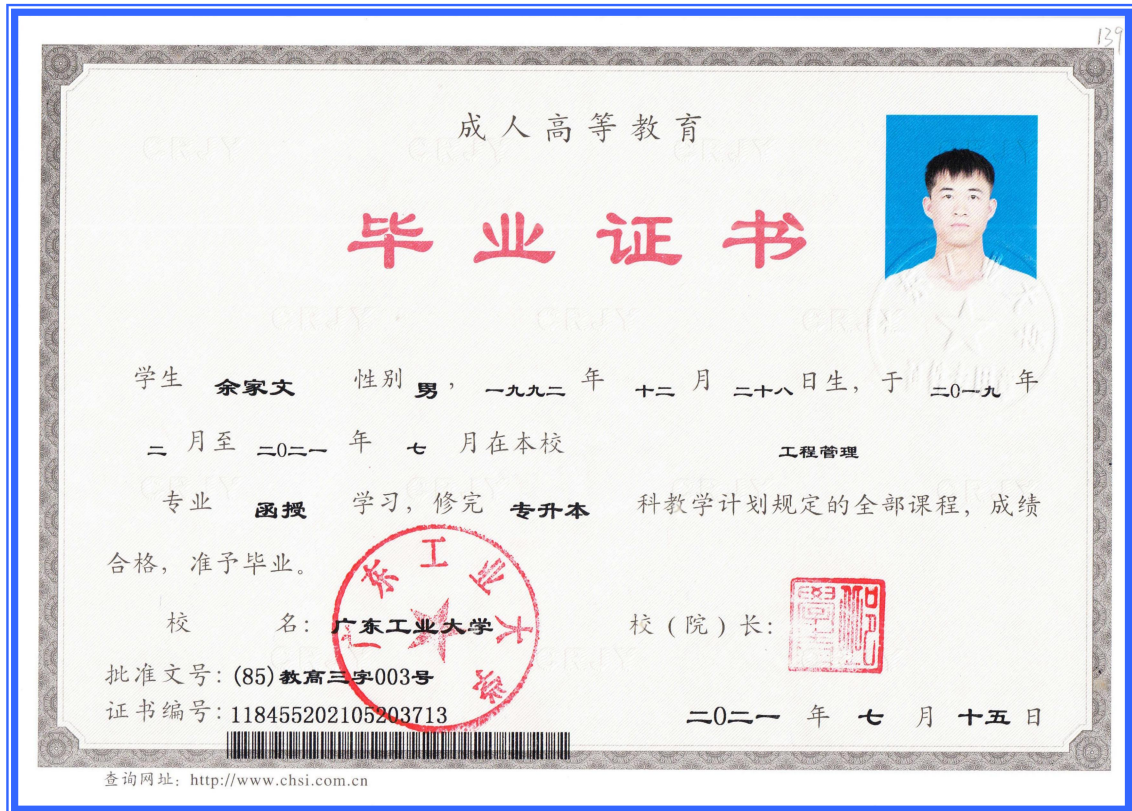 139
成人高等教育
毕业证书
学生 余家文 性别 男，一九九二 年 十二 月 二十八 日生，于 二0一九 年
二 月至 二0二一 年 七 月在本校 工程管理
专业 函授 学习，修完 专升本 科教学计划规定的全部课程，成绩
合格，准予毕业。
校 名：广东工业大学 校（院）长：
广东工业大学
批准文号：(85)教高三字003号
证书编号：118455202105203713 二0二一 年 七 月 十五 日
查询网址：http://www.chsi.com.cn